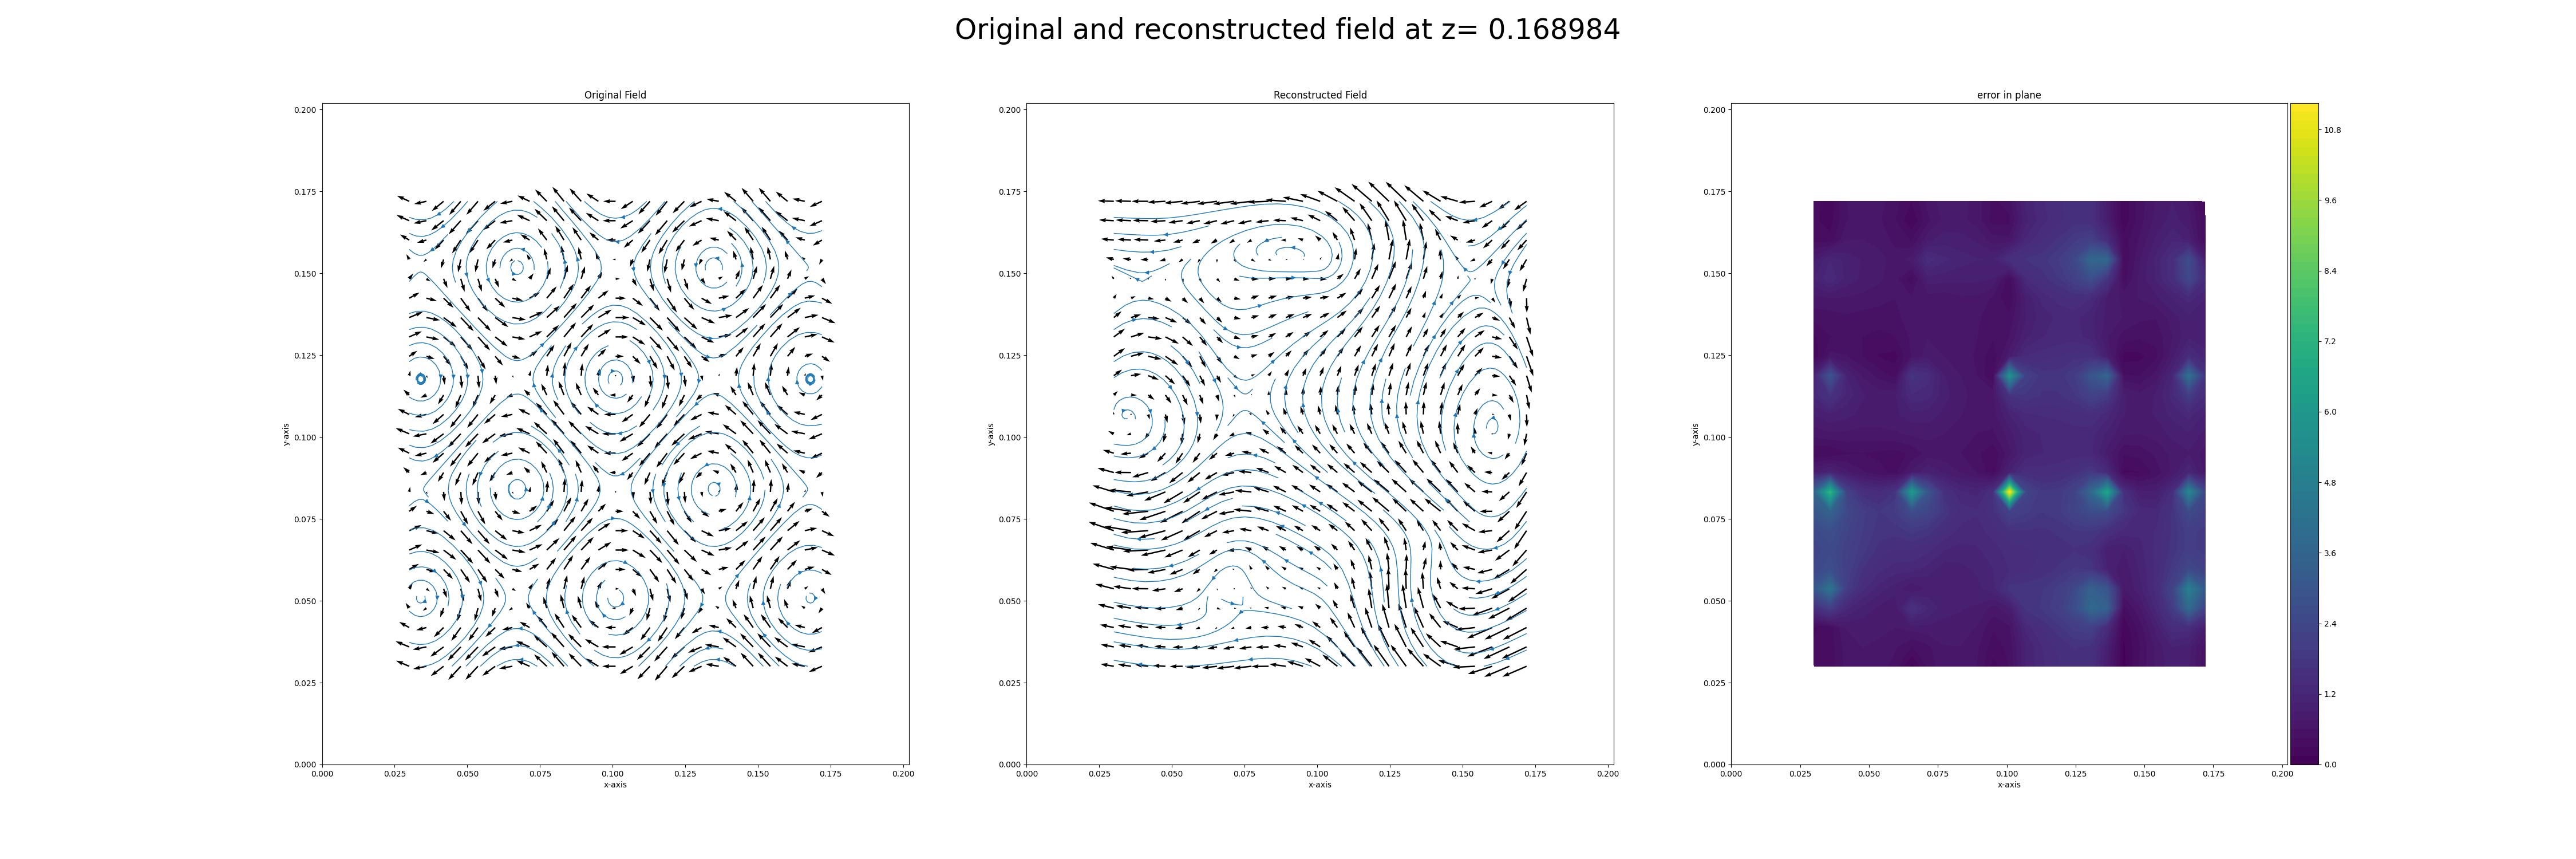 Original and reconstructed field at z= 0.168984
Original Field
0.200
0.175
0.150
0.125
0.100
0.075
0.050
0.025
0.000
y-axis
0.000 0.025 0.050 0.075 0.100 0.125 0.150 0.175 0.200
x-axis
Reconstructed Field
0.200
0.175
0.150
0.125
0.100
0.075
0.050
0.025
0.000
y-axis
0.000 0.025 0.050 0.075 0.100 0.125 0.150 0.175 0.200
x-axis
error in plane
0.200
0.175
0.150
0.125
0.100
0.075
0.050
0.025
0.000
y-axis
0.000 0.025 0.050 0.075 0.100 0.125 0.150 0.175 0.200
x-axis
10.8
9.6
8.4
7.2
6.0
4.8
3.6
2.4
1.2
0.0